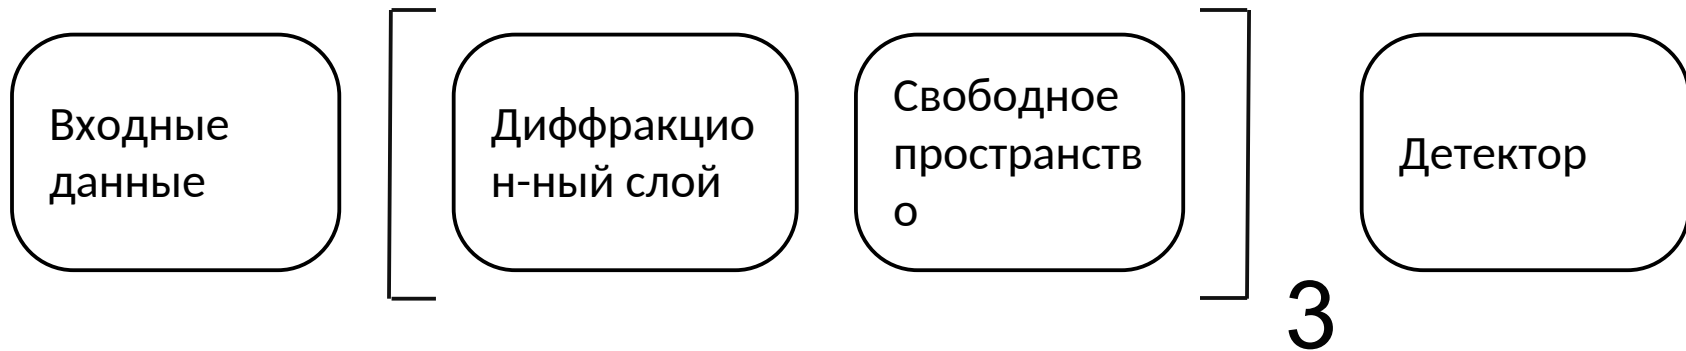 Входные
данные
Диффракцио
н-ный слой
Свободное
пространств
о
Детектор
3